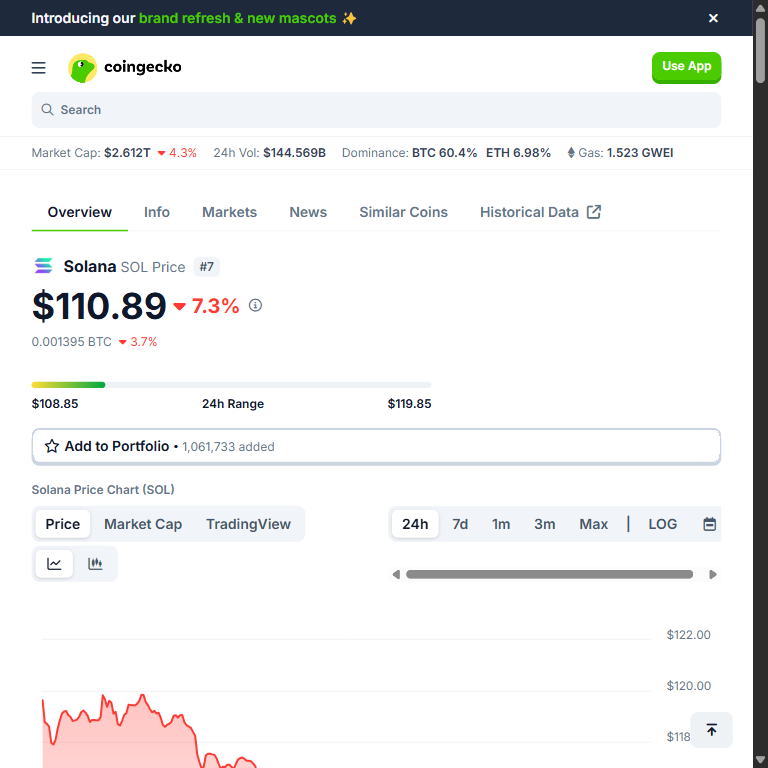 Introducing our brand refresh & new mascots ✨
coingecko
Use App
Search
Market Cap: $2.612T 4.3% 24h Vol: $144.569B Dominance: BTC 60.4% ETH 6.98% Gas: 1.523 GWEI
Overview Info Markets News Similar Coins Historical Data
Solana SOL Price #7
$110.89 7.3%
0.001395 BTC 3.7%
$108.85 24h Range $119.85
Add to Portfolio • 1,061,733 added
Solana Price Chart (SOL)
Price Market Cap TradingView 24h 7d 1m 3m Max | LOG
$122.00
$120.00
$118